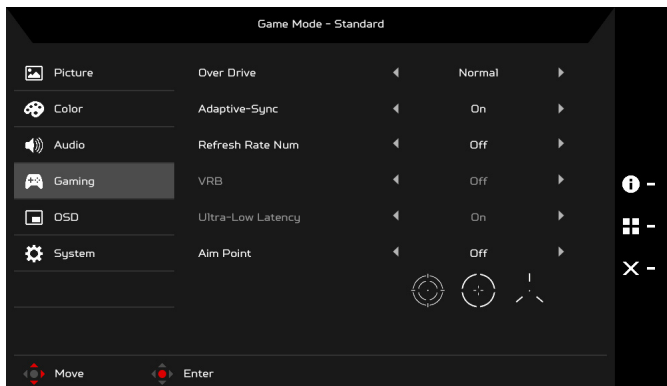 Game Mode - Standard
Picture Over Drive Normal
Color Adaptive-Sync On
Audio Refresh Rate Num Off
Gaming VRB Off
OSD Ultra-Low Latency On
System Aim Point Off
Move Enter